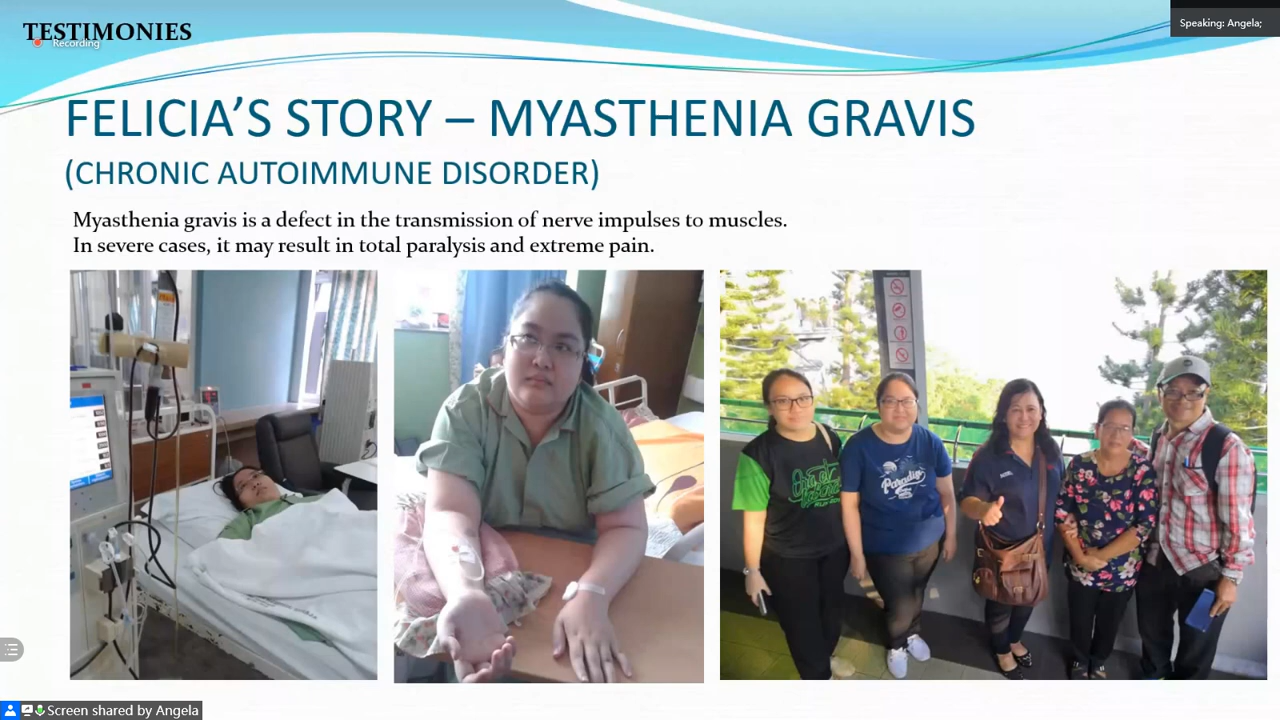 TESTIMONIES
Recording
Speaking: Angela;
FELICIA’S STORY – MYASTHENIA GRAVIS
(CHRONIC AUTOIMMUNE DISORDER)
Myasthenia gravis is a defect in the transmission of nerve impulses to muscles.
In severe cases, it may result in total paralysis and extreme pain.
Paradise
Screen shared by Angela